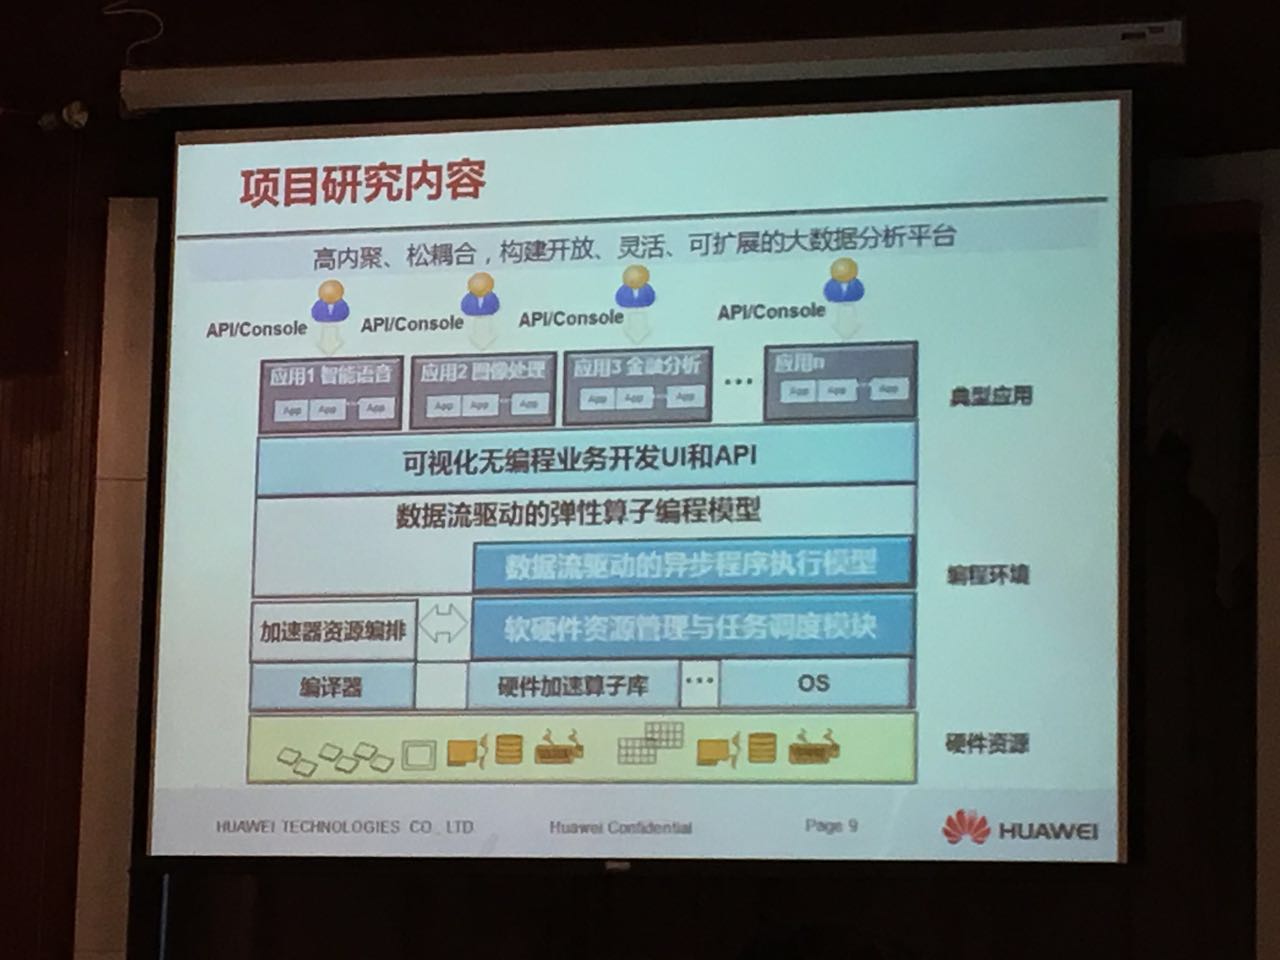 项目研究内容
高内聚、松耦合，构建开放、灵活、可扩展的大数据分析平台
API/Console
API/Console
API/Console
API/Console
应用1 智能语音
应用2 图像处理
应用3 金融分析
...
应用n
App App ... App
App App ... App
App App ... App
App App ... App
典型应用
可视化无编程业务开发UI和API
数据流驱动的弹性算子编程模型
数据流驱动的异步程序执行模型
编程环境
加速器资源编排
软硬件资源管理与任务调度模块
编译器
硬件加速算子库
...
OS
硬件资源
HUAWEI TECHNOLOGIES CO., LTD.
Huawei Confidential
Page 9
HUAWEI